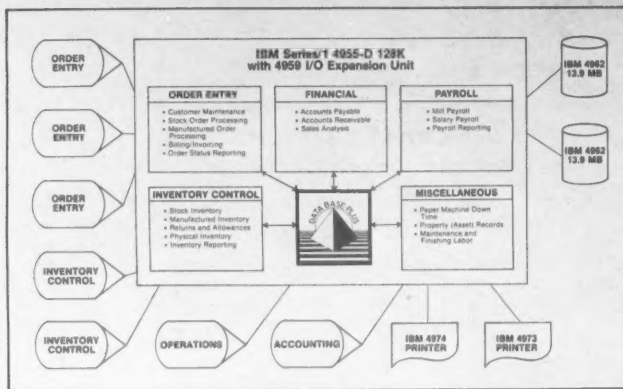 IBM Series/1 4955-D 128K
with 4959 I/O Expansion Unit
ORDER
ENTRY
ORDER
ENTRY
ORDER
ENTRY
INVENTORY
CONTROL
INVENTORY
CONTROL
ORDER ENTRY
• Customer Maintenance
• Stock Order Processing
• Manufactured Order
Processing
• Billing/Invoicing
• Order Status Reporting
FINANCIAL
• Accounts Payable
• Accounts Receivable
• Sales Analysis
PAYROLL
• Mill Payroll
• Salary Payroll
• Payroll Reporting
IBM 4962
13.9 MB
IBM 4962
13.9 MB
INVENTORY CONTROL
• Stock Inventory
• Manufactured Inventory
• Returns and Allowances
• Physical Inventory
• Inventory Reporting
DATA BASE PLUS
MISCELLANEOUS
• Paper Machine Down
Time
• Property (Asset) Records
• Maintenance and
Finishing Labor
OPERATIONS
ACCOUNTING
IBM 4974
PRINTER
IBM 4973
PRINTER